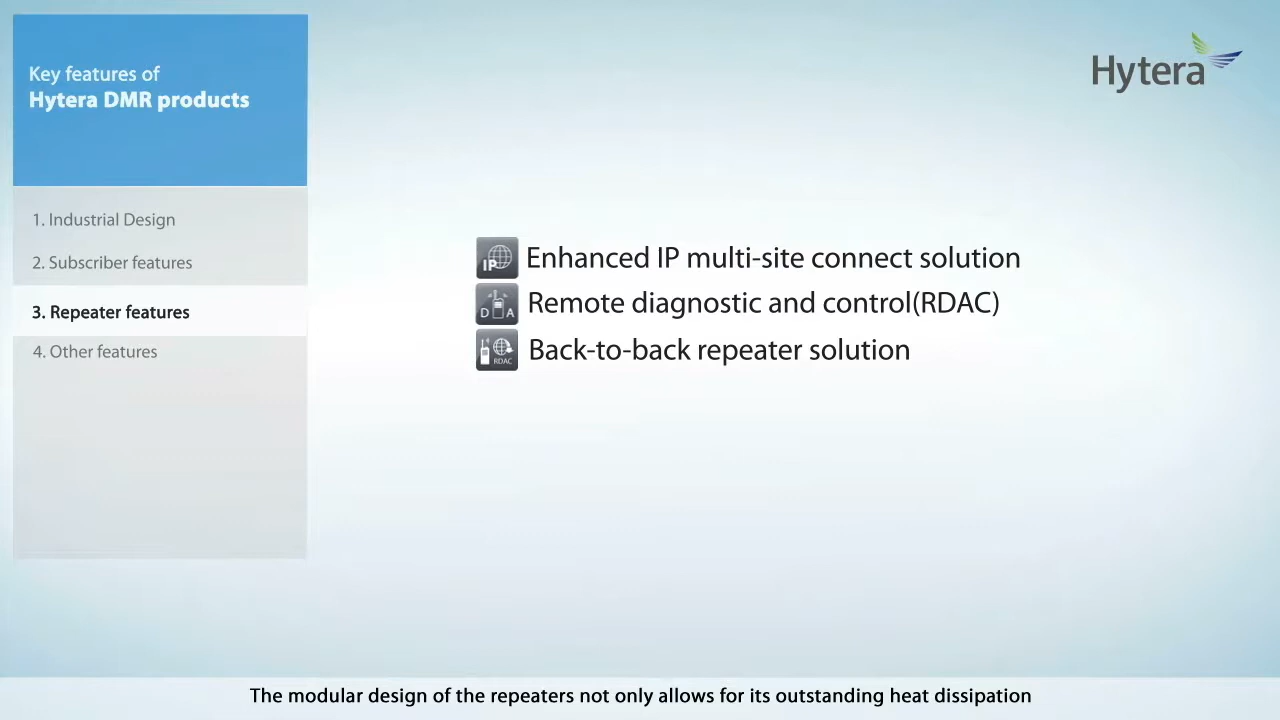 Key features of
Hytera DMR products
Hytera
1. Industrial Design
2. Subscriber features
3. Repeater features
4. Other features
IP
Enhanced IP multi-site connect solution
D A
Remote diagnostic and control(RDAC)
RDAC
Back-to-back repeater solution
The modular design of the repeaters not only allows for its outstanding heat dissipation